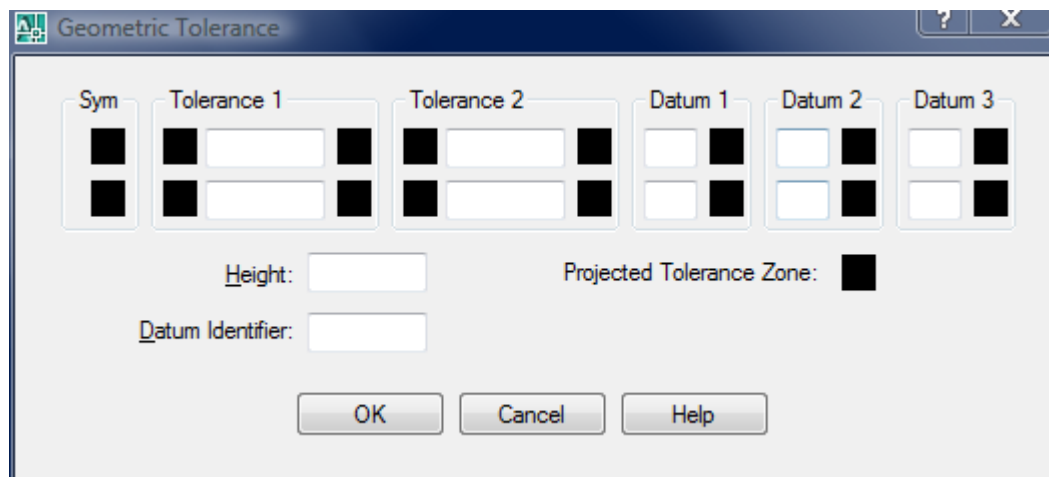 Geometric Tolerance ? X
Sym Tolerance 1 Tolerance 2 Datum 1 Datum 2 Datum 3
Height: Projected Tolerance Zone:
Datum Identifier:
OK Cancel Help